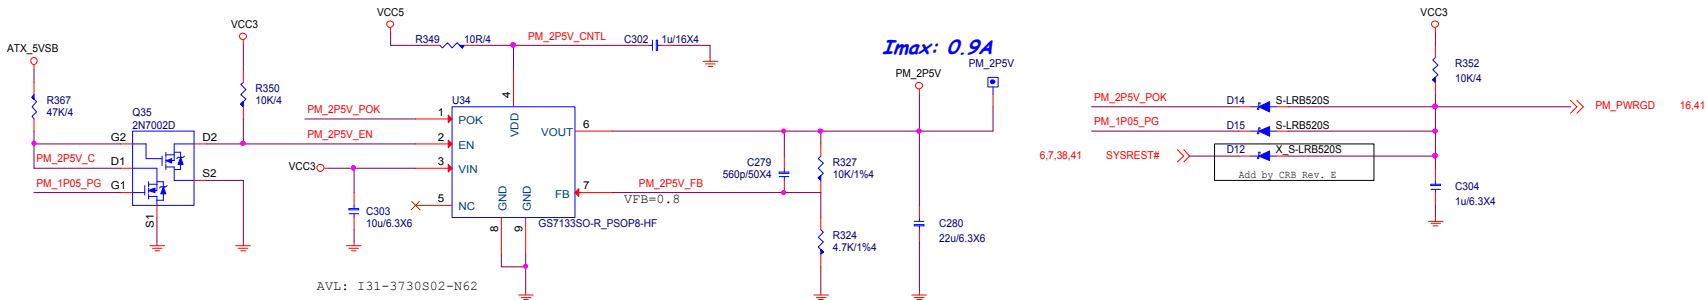 ATX_5VSB
R367
47K/4
Q35
2N7002D
G2
D2
PM_2P5V_C
D1
PM_1P05_PG
G1
S2
S1
VCC3
R350
10K/4
VCC5
R349
10R/4
PM_2P5V_CNTL
C302
1u/16X4
PM_2P5V_POK
PM_2P5V_EN
VCC3
C303
10u/6.3X6
U34
1
POK
2
EN
3
VIN
5
NC
4
VDD
VOUT
6
FB
7
GND
GND
8
9
GS7133SO-R_PSOP8-HF
PM_2P5V_FB
VFB=0.8
C279
560p/50X4
R327
10K/1%4
R324
4.7K/1%4
Imax: 0.9A
PM_2P5V
PM_2P5V
C280
22u/6.3X6
AVL: I31-3730S02-N62
VCC3
R352
10K/4
PM_2P5V_POK
D14
S-LRB520S
PM_PWRGD
16,41
PM_1P05_PG
D15
S-LRB520S
6,7,38,41
SYSREST#
D12
X_S-LRB520S
Add by CRB Rev. E
C304
1u/6.3X4